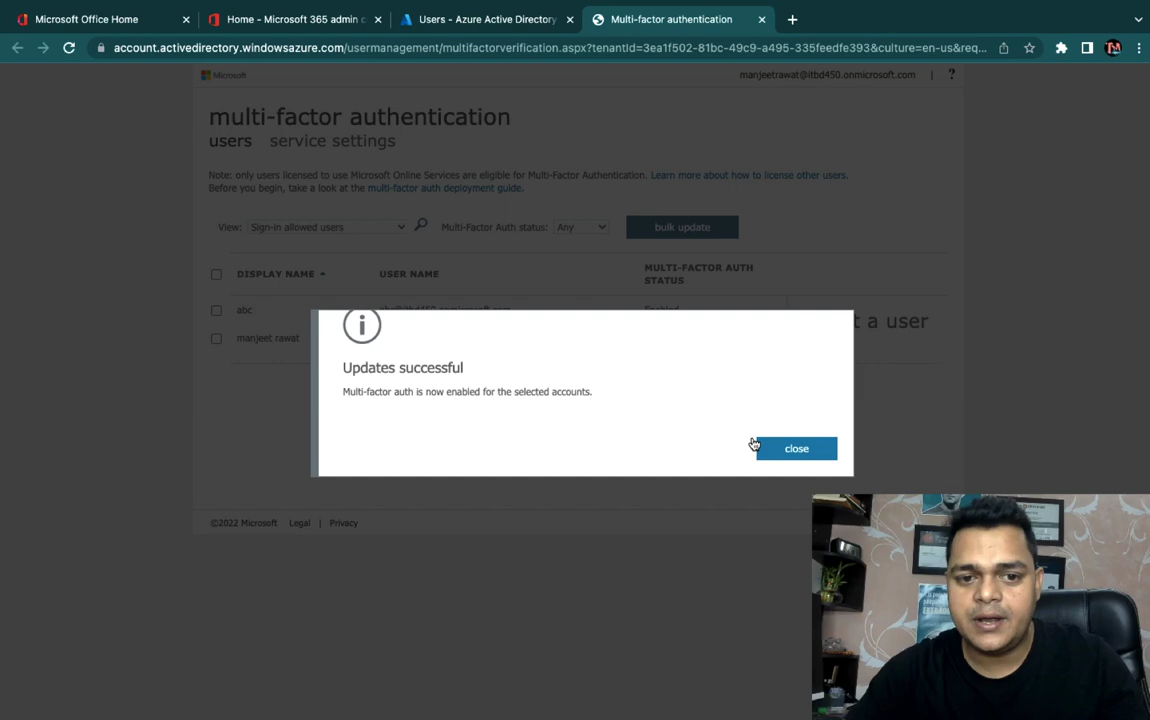 Microsoft Office Home
Home - Microsoft 365 admin c
Users - Azure Active Directory
Multi-factor authentication
account.activedirectory.windowsazure.com/usermanagement/multifactorverification.aspx?tenantId=3ea1f502-81bc-49c9-a495-335feedfe393&culture=en-us&req...
Microsoft
manjeetrawat@itbd450.onmicrosoft.com | ?
multi-factor authentication
users service settings
Note: only users licensed to use Microsoft Online Services are eligible for Multi-Factor Authentication. Learn more about how to license other users.
Before you begin, take a look at the multi-factor auth deployment guide.
View: Sign-in allowed users Multi-Factor Auth status: Any bulk update
DISPLAY NAME USER NAME MULTI-FACTOR AUTH
STATUS
abc abc@itbd450.onmicrosoft.com Enabled
t a user
manjeet rawat
i
Updates successful
Multi-factor auth is now enabled for the selected accounts.
close
©2022 Microsoft Legal | Privacy